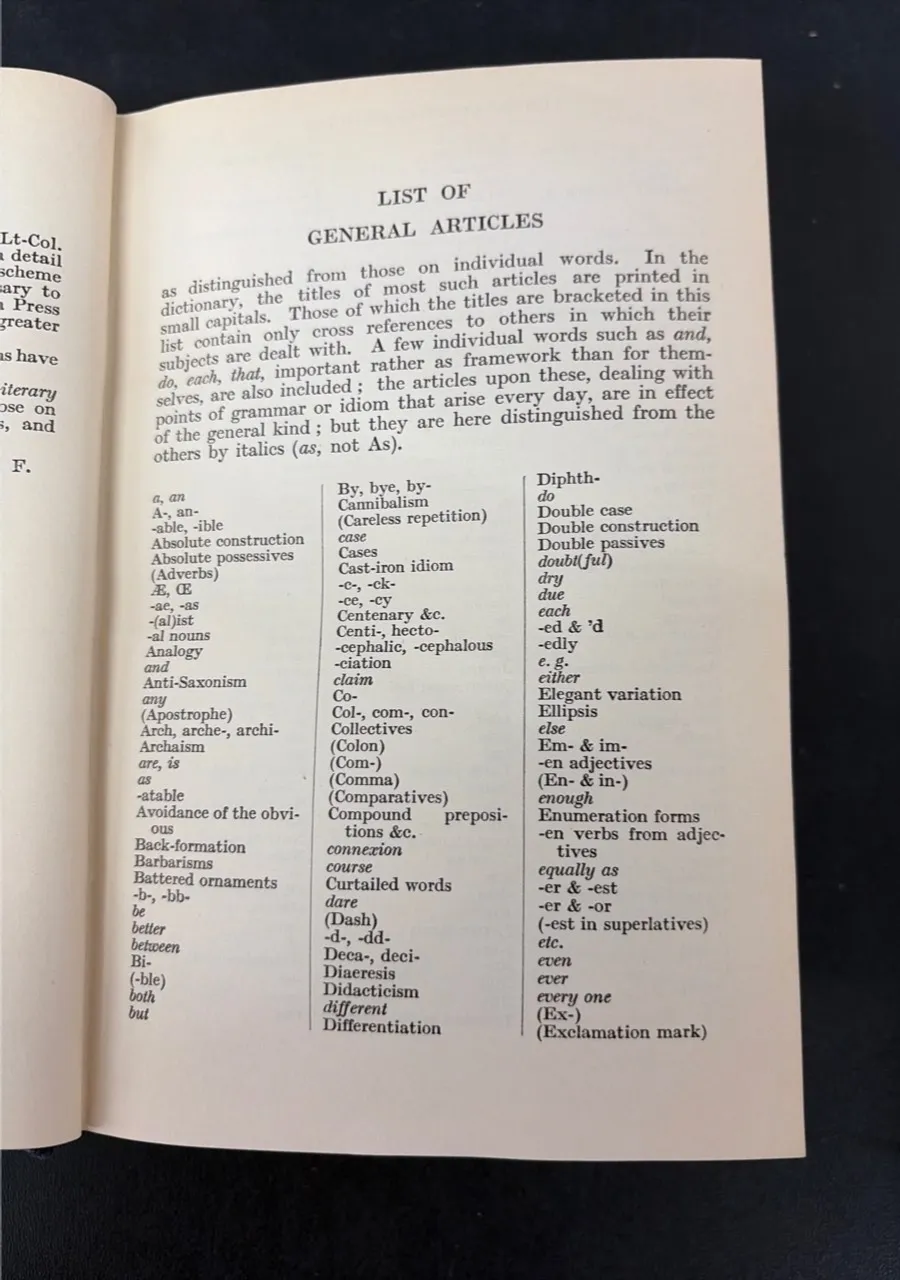 Lt-Col.
detail
scheme
ary to
Press
greater
s have
iterary
ose on
s, and
F.
LIST OF
GENERAL ARTICLES
as distinguished from those on individual words. In the
dictionary, the titles of most such articles are printed in
small capitals. Those of which the titles are bracketed in this
list contain only cross references to others in which their
subjects are dealt with. A few individual words such as and,
do, each, that, important rather as framework than for them-
selves, are also included ; the articles upon these, dealing with
points of grammar or idiom that arise every day, are in effect
of the general kind ; but they are here distinguished from the
others by italics (as, not As).
a, an
A-, an-
-able, -ible
Absolute construction
Absolute possessives
(Adverbs)
Æ, Œ
-ae, -as
-(al)ist
-al nouns
Analogy
and
Anti-Saxonism
any
(Apostrophe)
Arch, arche-, archi-
Archaism
are, is
as
-atable
Avoidance of the obvi-
ous
Back-formation
Barbarisms
Battered ornaments
-b-, -bb-
be
better
between
Bi-
(-ble)
both
but
By, bye, by-
Cannibalism
(Careless repetition)
case
Cases
Cast-iron idiom
-c-, -ck-
-ce, -cy
Centenary &c.
Centi-, hecto-
-cephalic, -cephalous
-ciation
claim
Co-
Col-, com-, con-
Collectives
(Colon)
(Com-)
(Comma)
(Comparatives)
Compound preposi-
tions &c.
connexion
course
Curtailed words
dare
(Dash)
-d-, -dd-
Deca-, deci-
Diaeresis
Didacticism
different
Differentiation
Diphth-
do
Double case
Double construction
Double passives
doubt(ful)
dry
due
each
-ed & 'd
-edly
e. g.
either
Elegant variation
Ellipsis
else
Em- & im-
-en adjectives
(En- & in-)
enough
Enumeration forms
-en verbs from adjec-
tives
equally as
-er & -est
-er & -or
(-est in superlatives)
etc.
even
ever
every one
(Ex-)
(Exclamation mark)